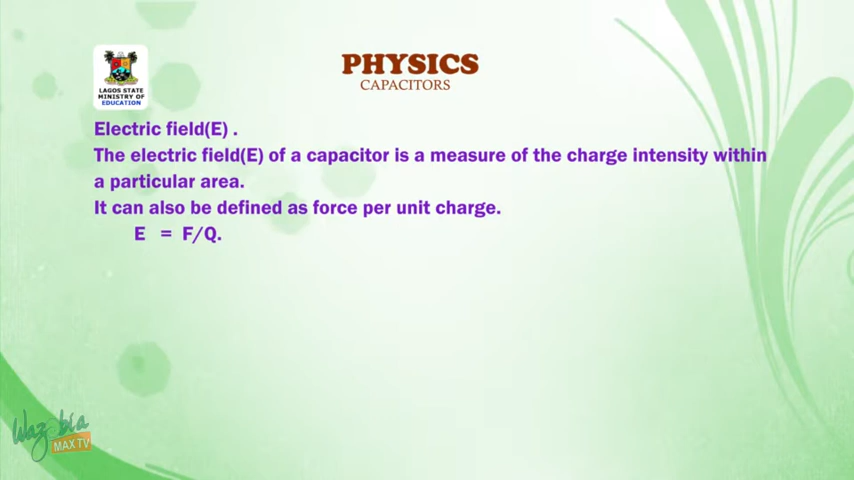 PHYSICS
CAPACITORS
LAGOS STATE
MINISTRY OF
EDUCATION
Electric field(E) .
The electric field(E) of a capacitor is a measure of the charge intensity within
a particular area.
It can also be defined as force per unit charge.
E = F/Q.
Wazobia
MAX TV